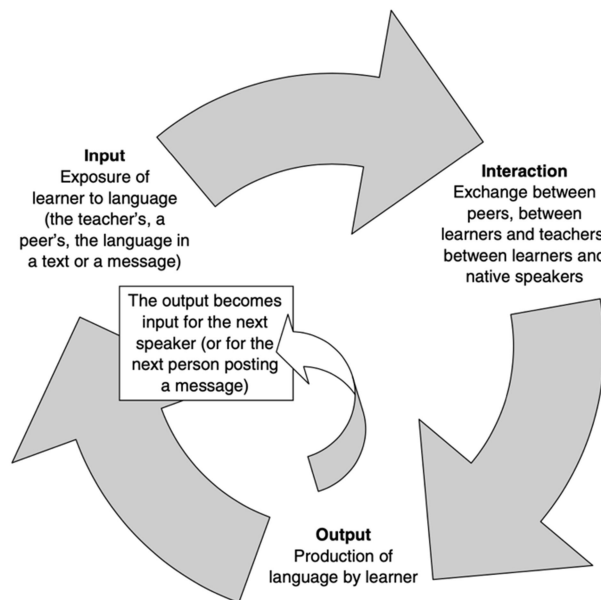 Input
Exposure of
learner to language
(the teacher's, a
peer's, the language in
a text or a message)
Interaction
Exchange between
peers, between
learners and teachers
between learners and
native speakers
The output becomes
input for the next
speaker (or for the
next person posting
a message)
Output
Production of
language by learner